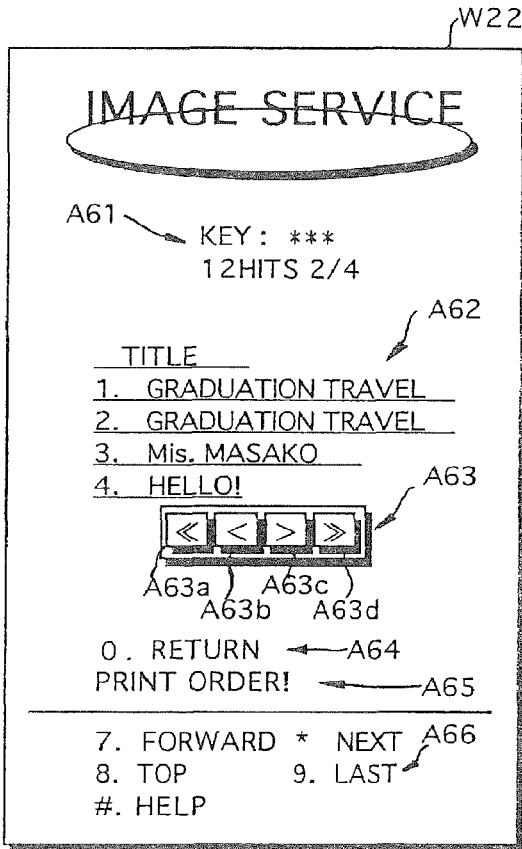 W22
IMAGE SERVICE
A61
KEY: ***
12HITS 2/4
A62
TITLE
1. GRADUATION TRAVEL
2. GRADUATION TRAVEL
3. Mis. MASAKO
4. HELLO!
A63
≪ < > ≫
A63a A63c
A63b A63d
0. RETURN A64
PRINT ORDER! A65
7. FORWARD * NEXT A66
8. TOP 9. LAST
#. HELP